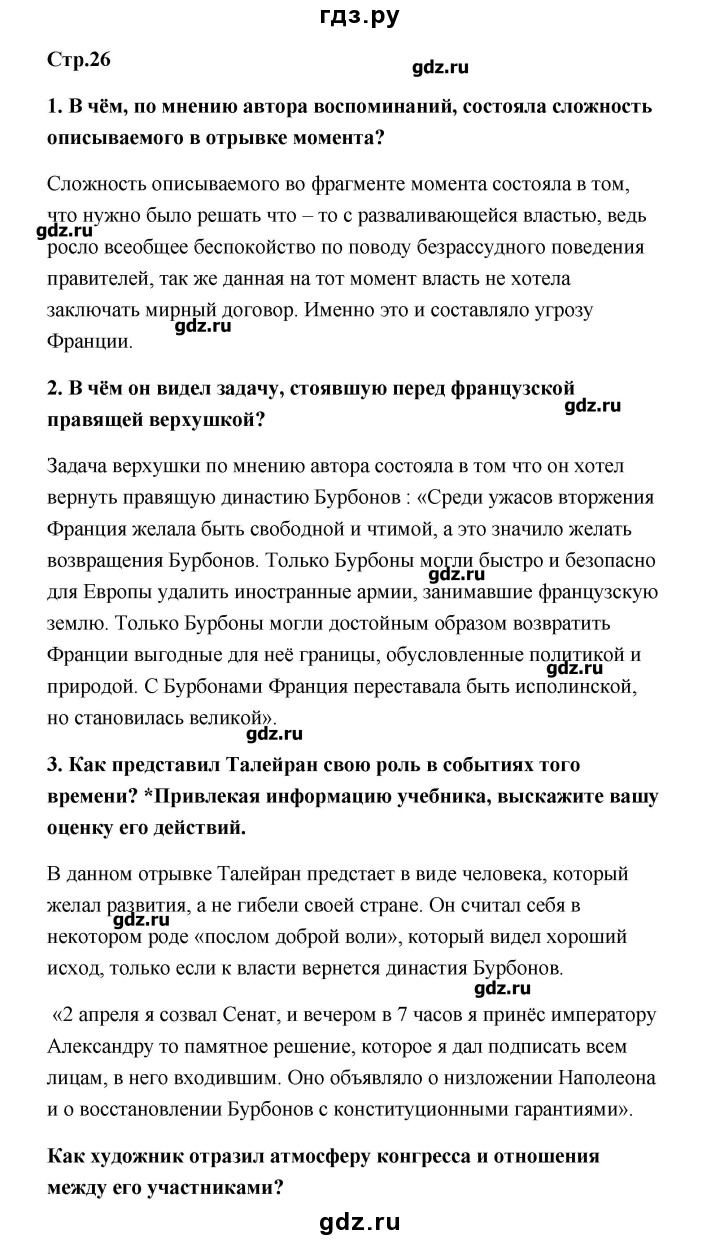 гдз.ру
Стр.26
gdz.ru
1. В чём, по мнению автора воспоминаний, состояла сложность
описываемого в отрывке момента?
Сложность описываемого во фрагменте момента состояла в том,
что нужно было решать что – то с разваливающейся властью, ведь
gdz.ru
росло всеобщее беспокойство по поводу безрассудного поведения
правителей, так же данная на тот момент власть не хотела
заключать мирный договор. Именно это и составляло угрозу
gdz.ru
Франции.
2. В чём он видел задачу, стоявшую перед французской
gdz.ru
правящей верхушкой?
Задача верхушки по мнению автора состояла в том что он хотел
вернуть правящую династию Бурбонов : «Среди ужасов вторжения
Франция желала быть свободной и чтимой, а это значило желать
возвращения Бурбонов. Только Бурбоны могли быстро и безопасно
gdz.ru
для Европы удалить иностранные армии, занимавшие французскую
землю. Только Бурбоны могли достойным образом возвратить
Франции выгодные для неё границы, обусловленные политикой и
gdz.ru
природой. С Бурбонами Франция переставала быть исполинской,
но становилась великой».
gdz.ru
3. Как представил Талейран свою роль в событиях того
времени? *Привлекая информацию учебника, выскажите вашу
оценку его действий.
В данном отрывке Талейран предстает в виде человека, который
желал развития, а не гибели своей стране. Он считал себя в
gdz.ru
некотором роде «послом доброй воли», который видел хороший
исход, только если к власти вернется династия Бурбонов.
gdz.ru
«2 апреля я созвал Сенат, и вечером в 7 часов я принёс императору
Александру то памятное решение, которое я дал подписать всем
лицам, в него входившим. Оно объявляло о низложении Наполеона
и о восстановлении Бурбонов с конституционными гарантиями».
Как художник отразил атмосферу конгресса и отношения
между его участниками?
gdz.ru